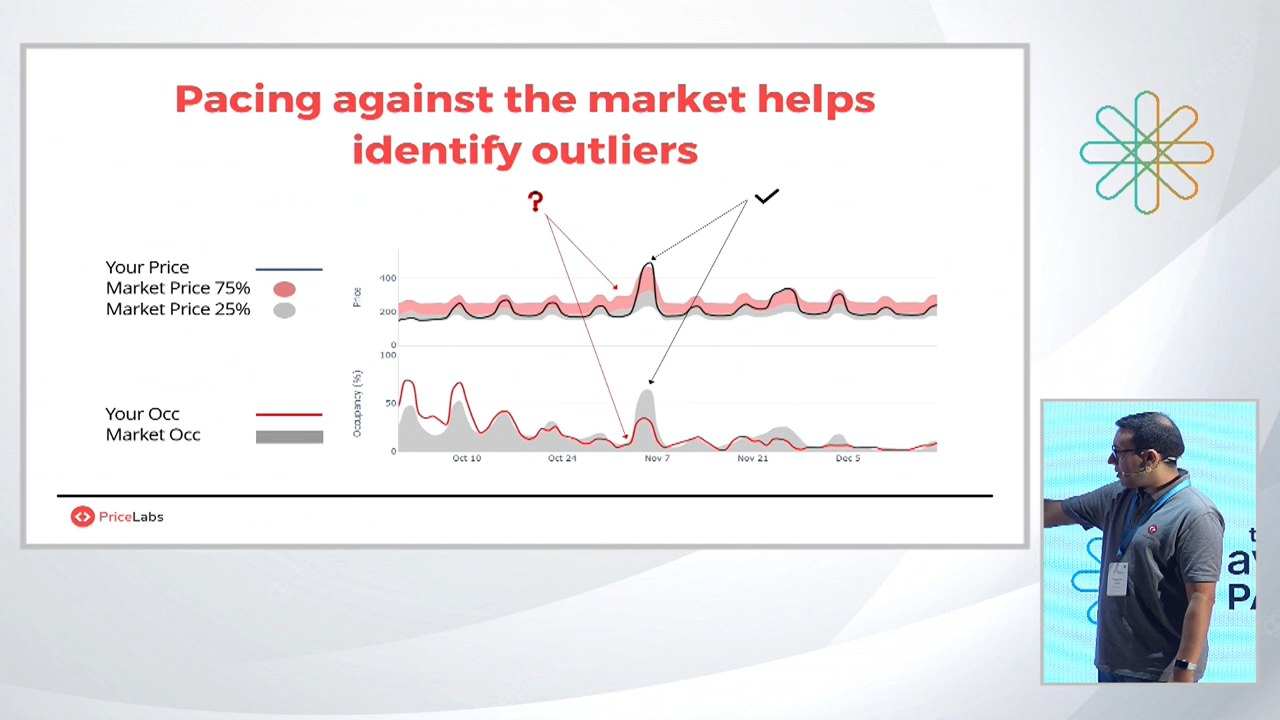 Pacing against the market helps
identify outliers
?
Your Price
Market Price 75%
Market Price 25%
Price
400
200
0
Your Occ
Market Occ
Occupancy (%)
100
50
0
Oct 10
Oct 24
Nov 7
Nov 21
Dec 5
PriceLabs